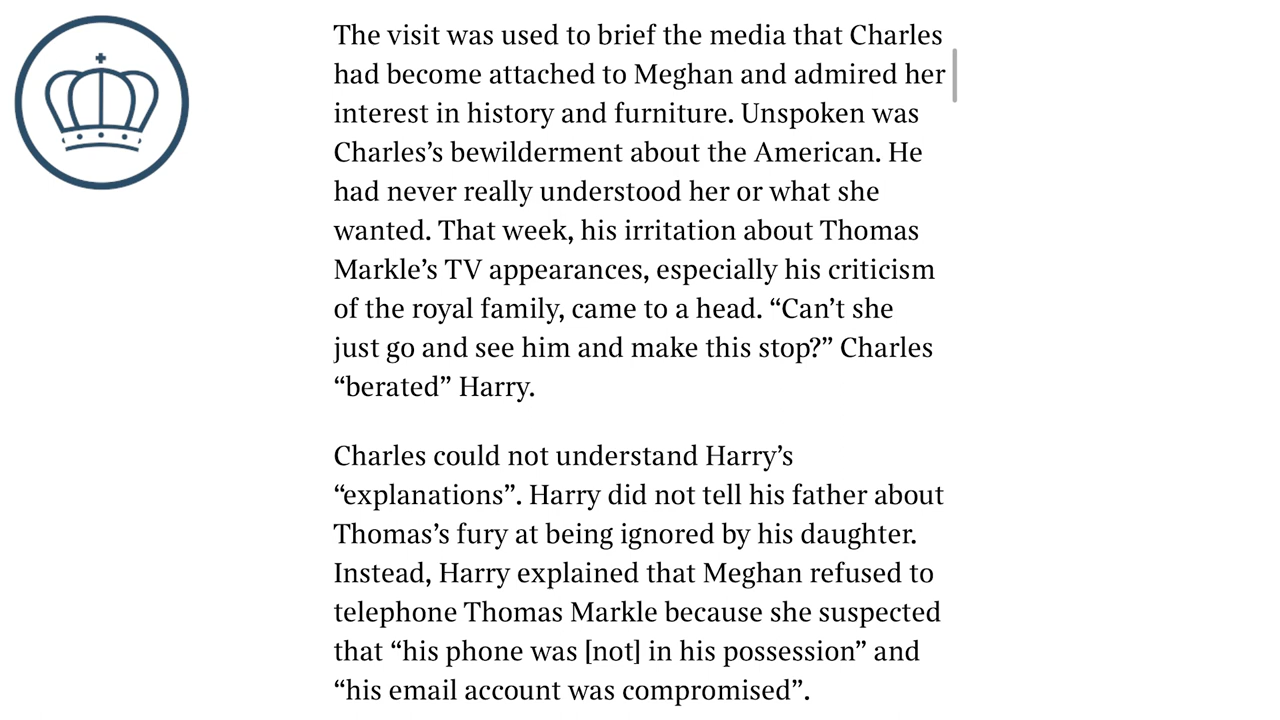 The visit was used to brief the media that Charles
had become attached to Meghan and admired her
interest in history and furniture. Unspoken was
Charles’s bewilderment about the American. He
had never really understood her or what she
wanted. That week, his irritation about Thomas
Markle’s TV appearances, especially his criticism
of the royal family, came to a head. “Can’t she
just go and see him and make this stop?” Charles
“berated” Harry.
Charles could not understand Harry’s
“explanations”. Harry did not tell his father about
Thomas’s fury at being ignored by his daughter.
Instead, Harry explained that Meghan refused to
telephone Thomas Markle because she suspected
that “his phone was [not] in his possession” and
“his email account was compromised”.